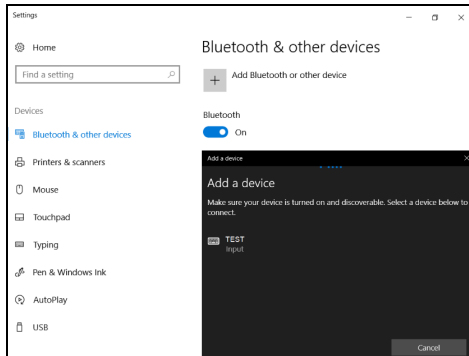 Settings
Home
Find a setting
Devices
Bluetooth & other devices
Printers & scanners
Mouse
Touchpad
Typing
Pen & Windows Ink
AutoPlay
USB
Bluetooth & other devices
Add Bluetooth or other device
Bluetooth
On
Add a device
Add a device
Make sure your device is turned on and discoverable. Select a device below to
connect.
TEST
Input
Cancel